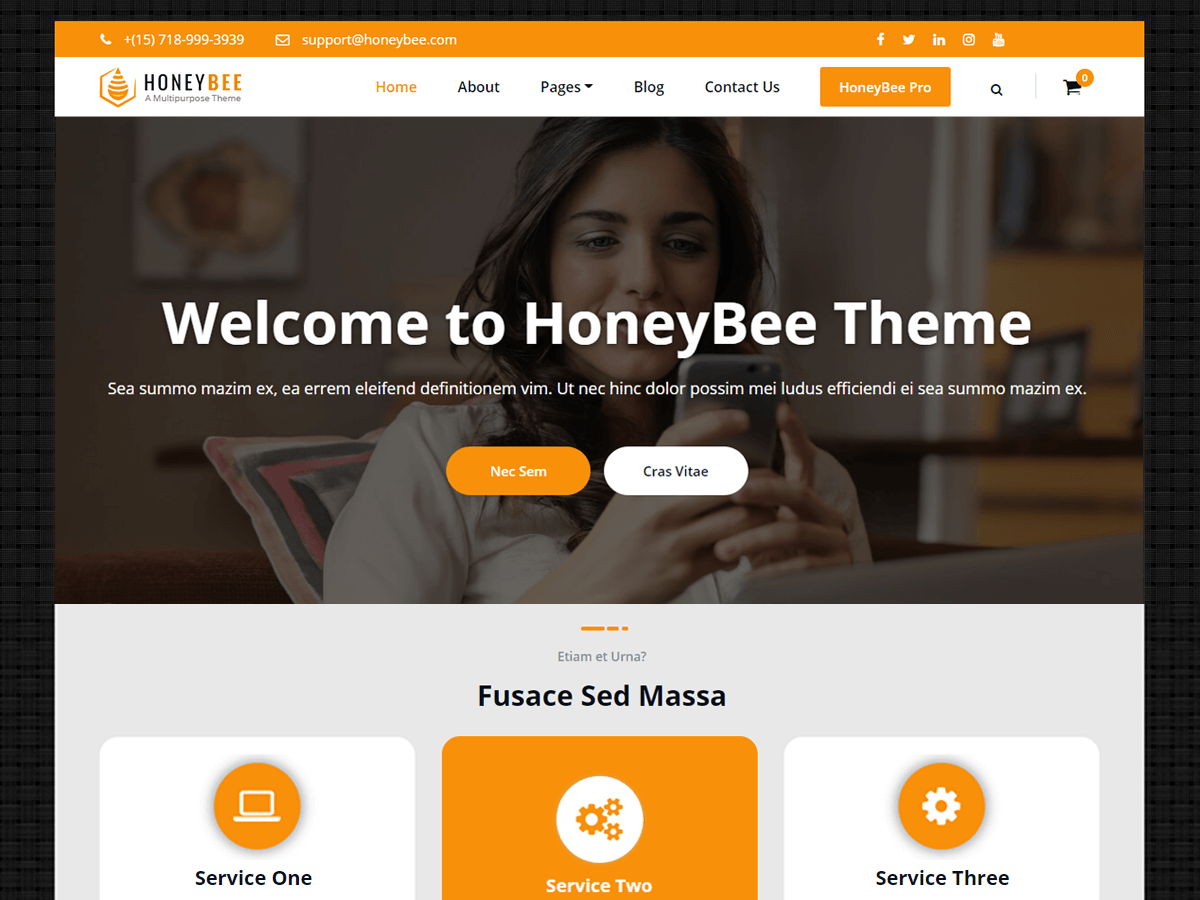 +(15) 718-999-3939 support@honeybee.com
HONEYBEE
A Multipurpose Theme
Home About Pages Blog Contact Us HoneyBee Pro 0
Welcome to HoneyBee Theme
Sea summo mazim ex, ea errem eleifend definitionem vim. Ut nec hinc dolor possim mei ludus efficiendi ei sea summo mazim ex.
Nec Sem Cras Vitae
Etiam et Urna?
Fusace Sed Massa
Service One Service Two Service Three